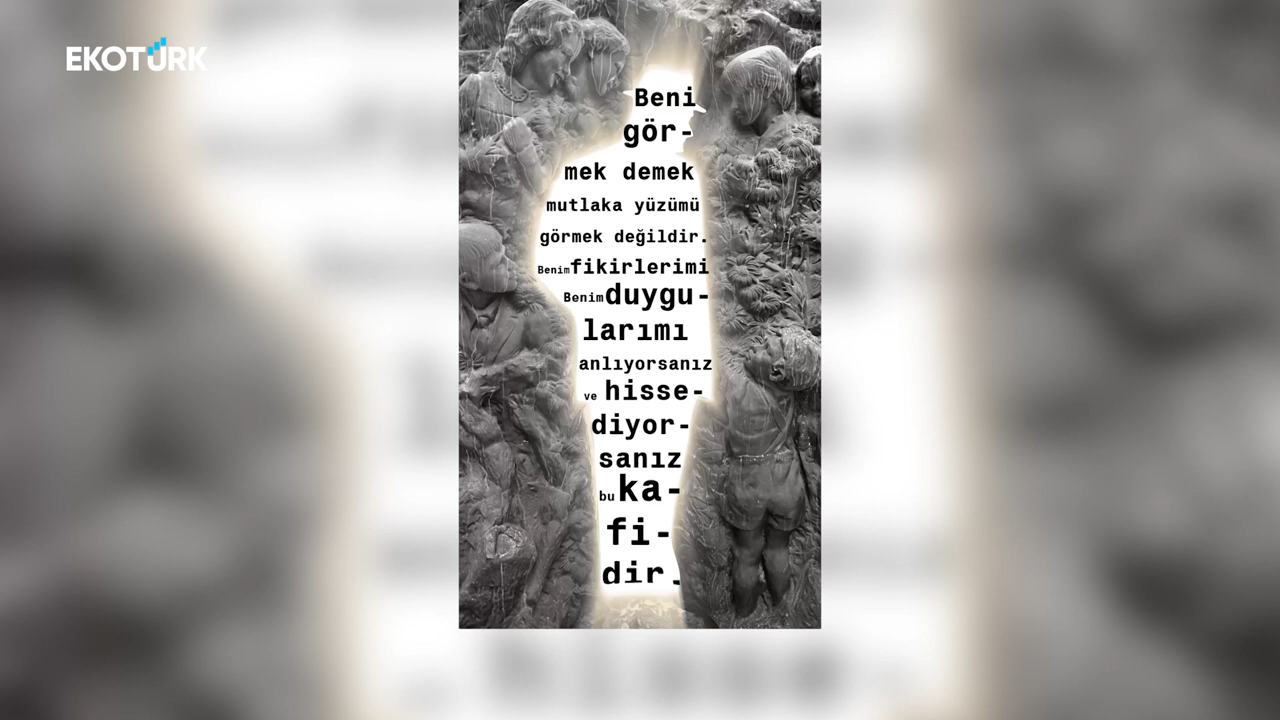 EKOTÜRK
Beni
gör-
mek demek
mutlaka yüzümü
görmek değildir.
Benim fikirlerimi
Benim duygu-
larımı
anlıyorsanız
ve hisse-
diyor-
sanız
bu ka-
fi-
dir.